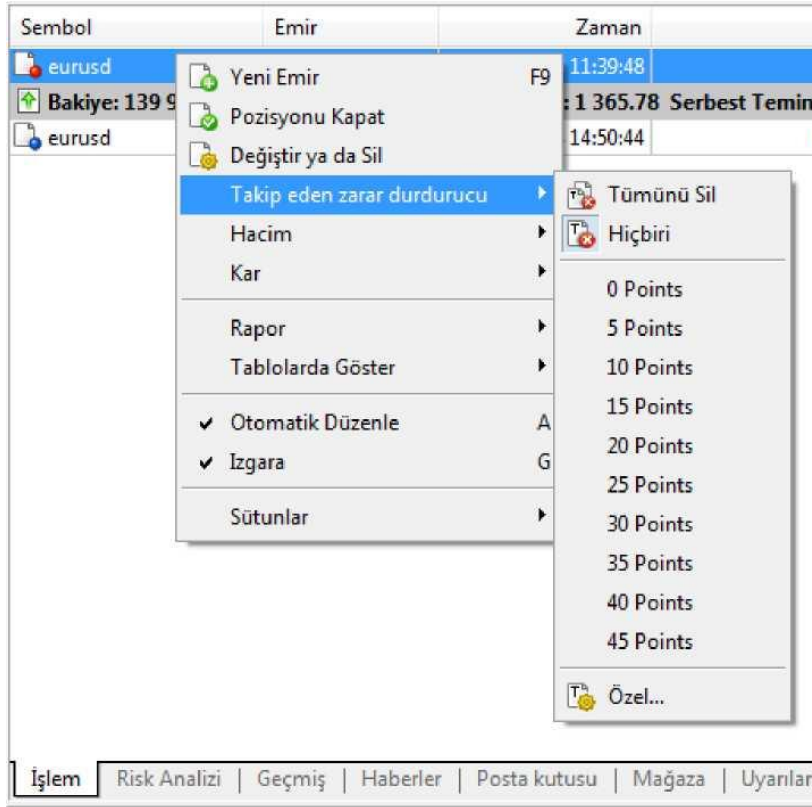 Sembol Emir Zaman
eurusd 11:39:48
Bakiye: 139 9 : 1 365.78 Serbest Temin
eurusd 14:50:44
Yeni Emir F9
Pozisyonu Kapat
Değiştir ya da Sil
Takip eden zarar durdurucu
Hacim
Kar
Rapor
Tablolarda Göster
Otomatik Düzenle A
Izgara G
Sütunlar
Tümünü Sil
Hiçbiri
0 Points
5 Points
10 Points
15 Points
20 Points
25 Points
30 Points
35 Points
40 Points
45 Points
Özel...
İşlem | Risk Analizi | Geçmiş | Haberler | Posta kutusu | Mağaza | Uyarılar